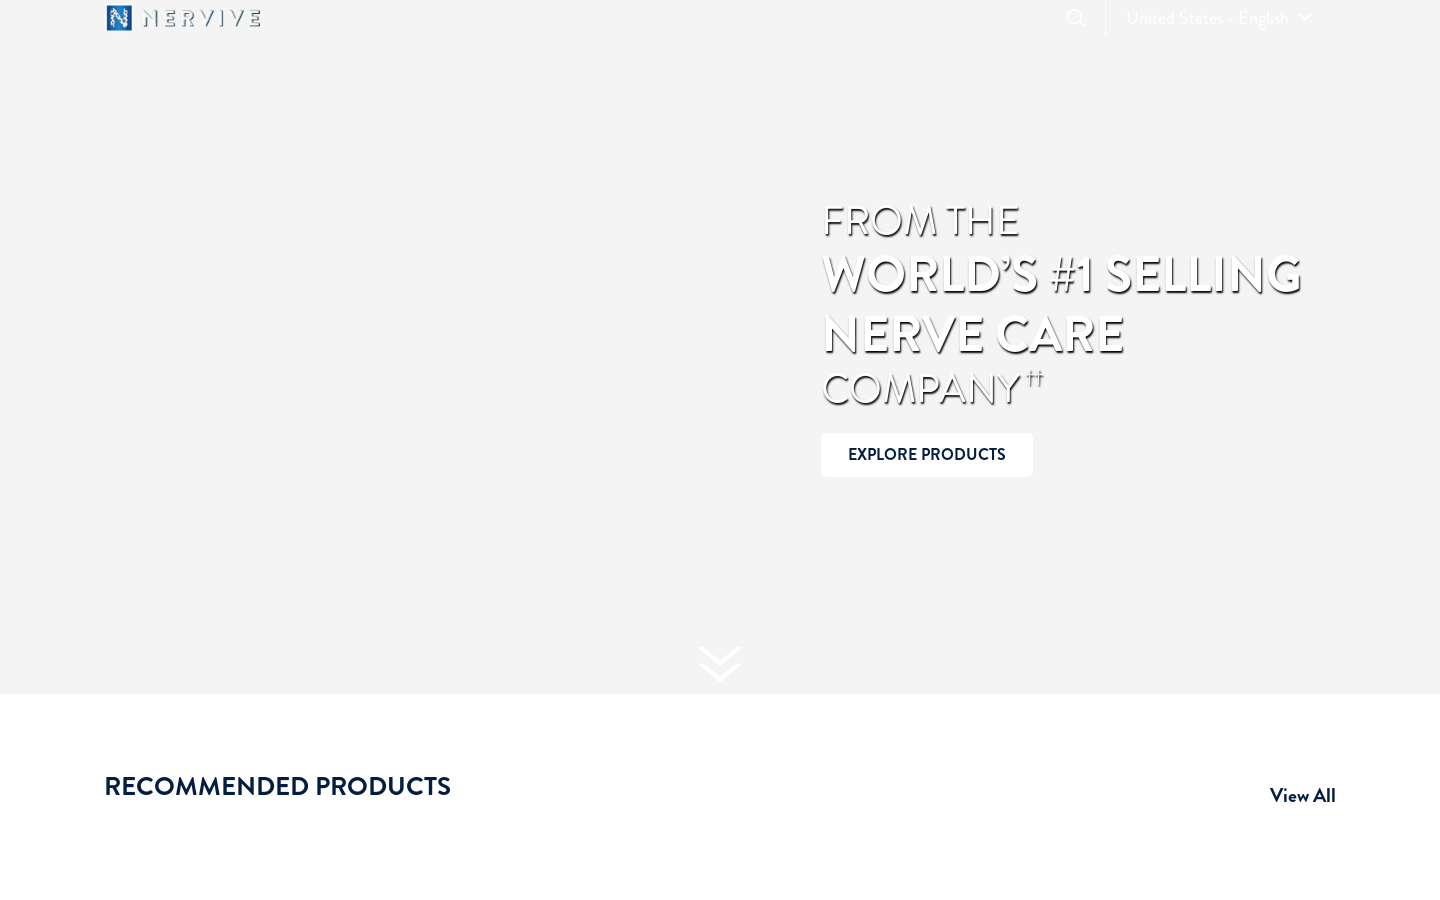 NERVIVE
United States - English
FROM THE
WORLD’S #1 SELLING
NERVE CARE
COMPANY ††
EXPLORE PRODUCTS
RECOMMENDED PRODUCTS
View All